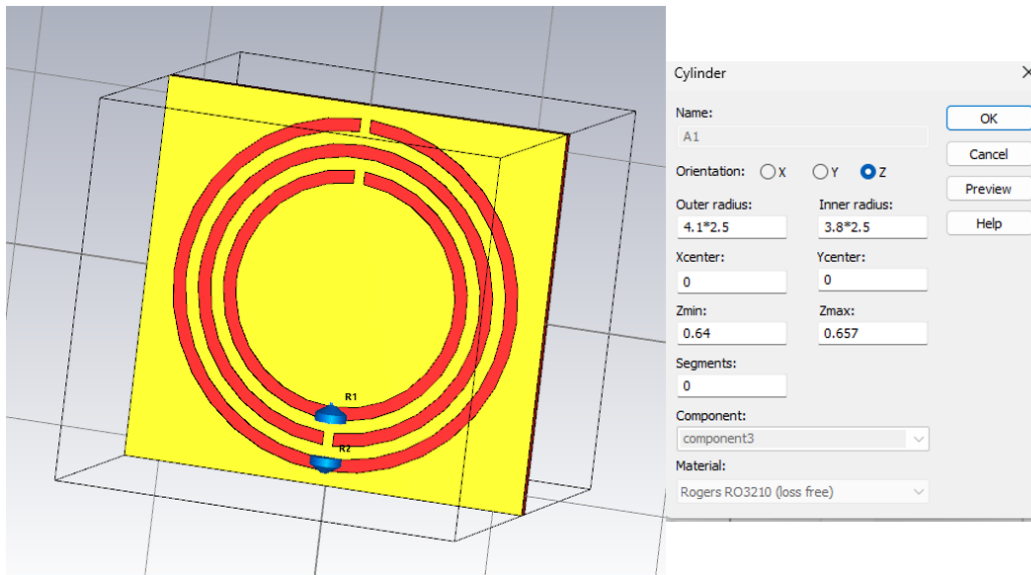 R1
R2
Cylinder
Name:
A1
OK
Cancel
Preview
Help
Orientation: X Y Z
Outer radius: Inner radius:
4.1*2.5 3.8*2.5
Xcenter: Ycenter:
0 0
Zmin: Zmax:
0.64 0.657
Segments:
0
Component:
component3
Material:
Rogers RO3210 (loss free)